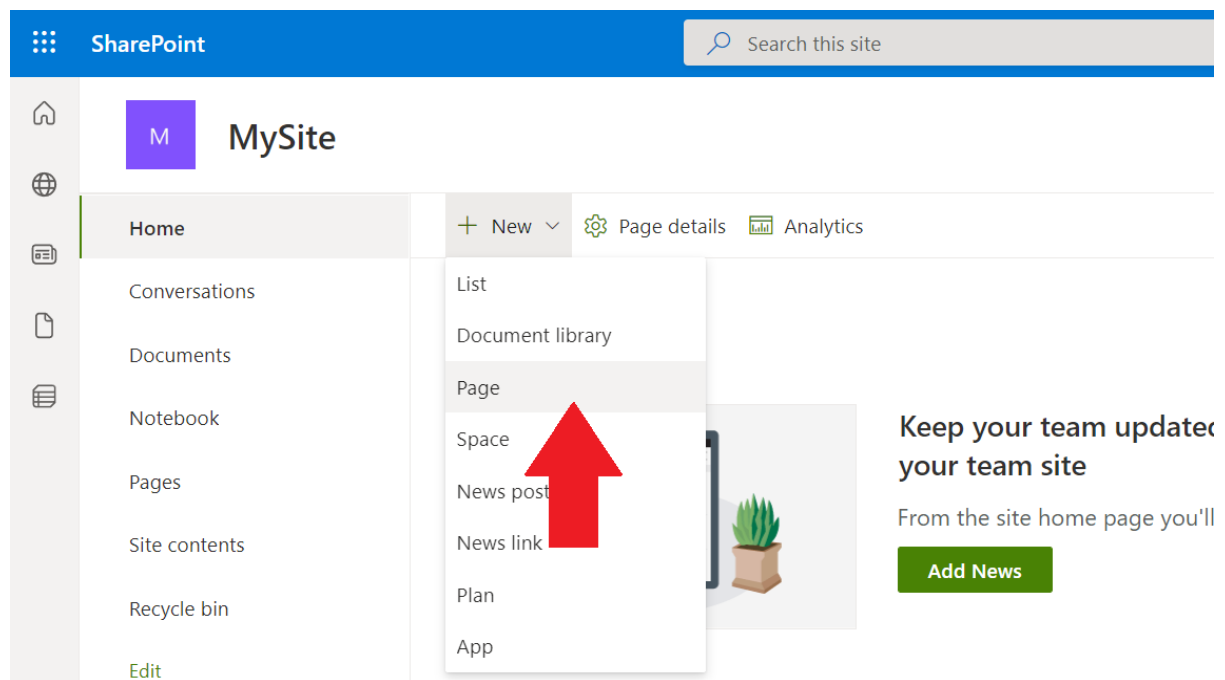 SharePoint
Search this site
M
MySite
Home
Conversations
Documents
Notebook
Pages
Site contents
Recycle bin
Edit
New
Page details
Analytics
List
Document library
Page
Space
News post
News link
Plan
App
Keep your team updated
your team site
From the site home page you'll
Add News